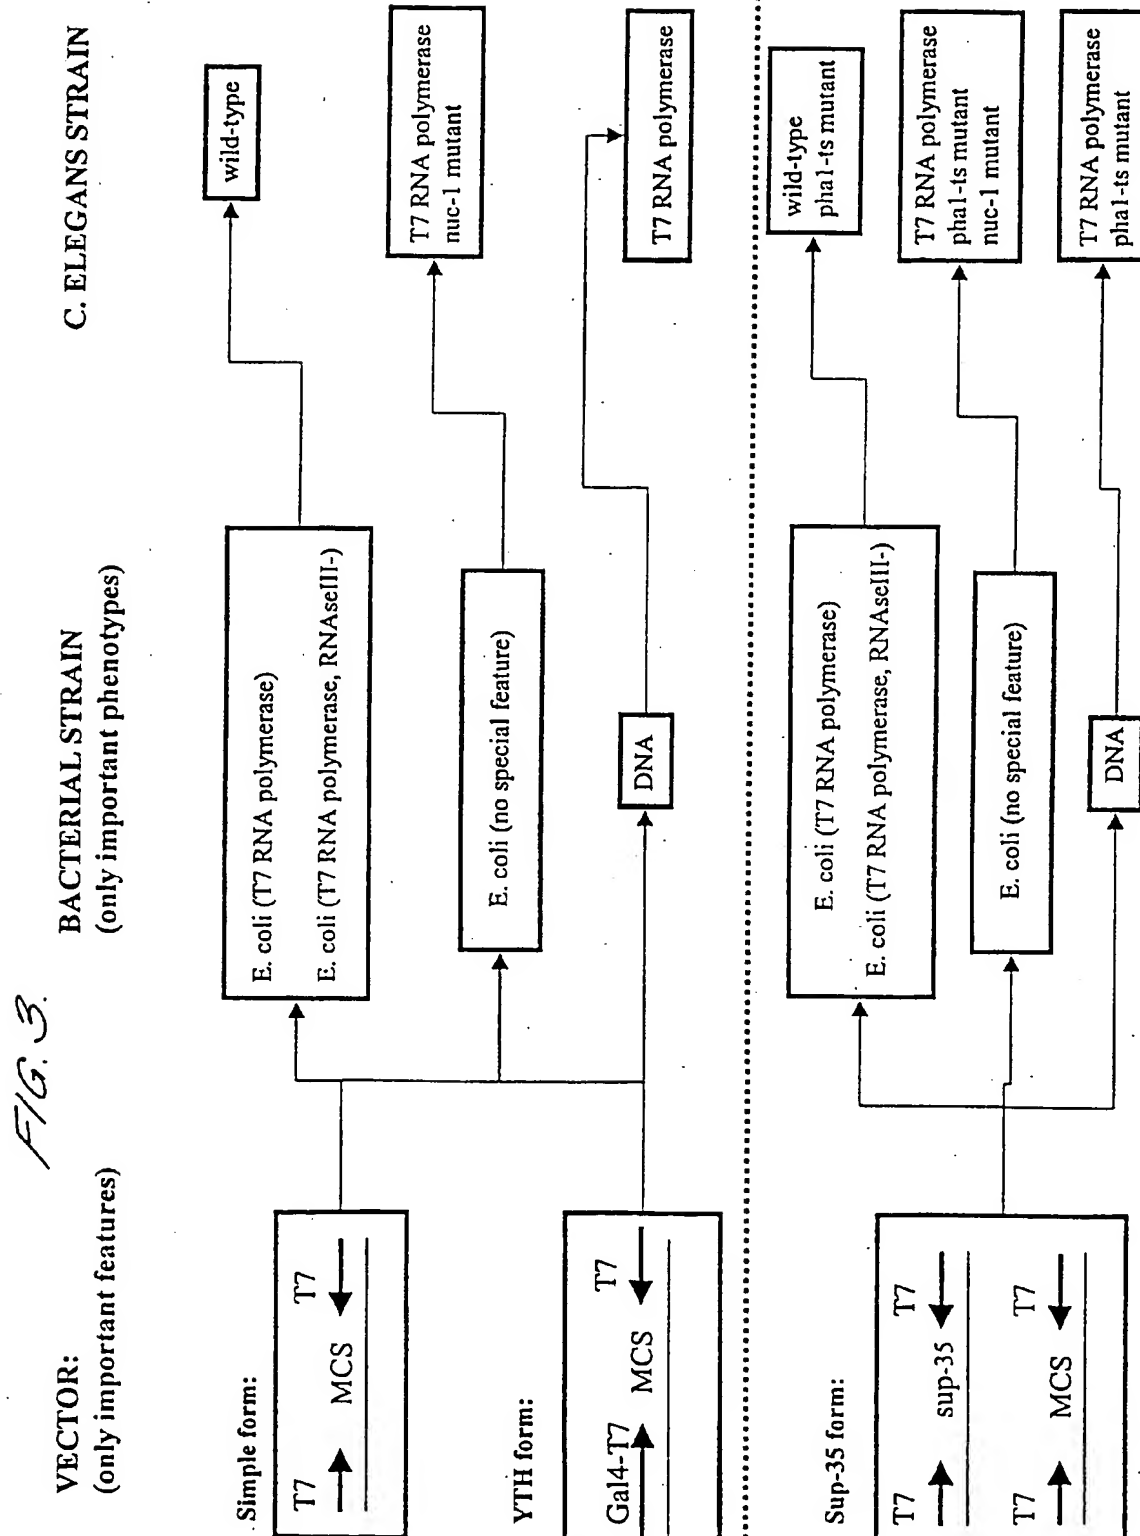 FIG. 3.
VECTOR:
(only important features)
BACTERIAL STRAIN
(only important phenotypes)
C. ELEGANS STRAIN
Simple form:
T7 T7
MCS
YTH form:
Gal4-T7 T7
MCS
E. coli (T7 RNA polymerase)
E. coli (T7 RNA polymerase, RNAseIII-)
E. coli (no special feature)
DNA
wild-type
T7 RNA polymerase
nuc-1 mutant
T7 RNA polymerase
Sup-35 form:
T7 T7
sup-35
T7 T7
MCS
E. coli (T7 RNA polymerase)
E. coli (T7 RNA polymerase, RNAseIII-)
E. coli (no special feature)
DNA
wild-type
pha1-ts mutant
T7 RNA polymerase
pha1-ts mutant
nuc-1 mutant
T7 RNA polymerase
pha1-ts mutant